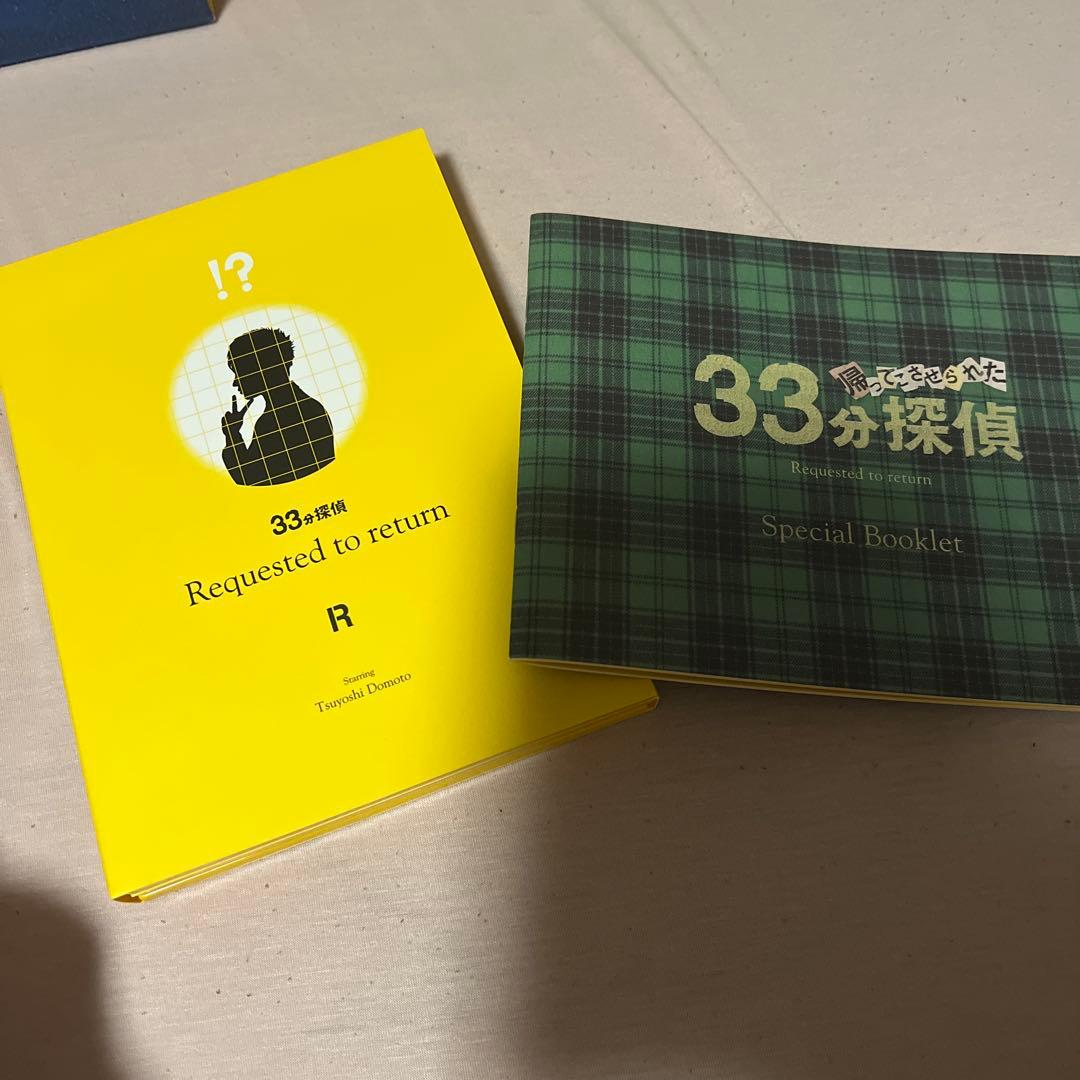 !?
33分探偵
Requested to return
R
Starring
Tsuyoshi Domoto
帰ってこさせられた
33分探偵
Requested to return
Special Booklet